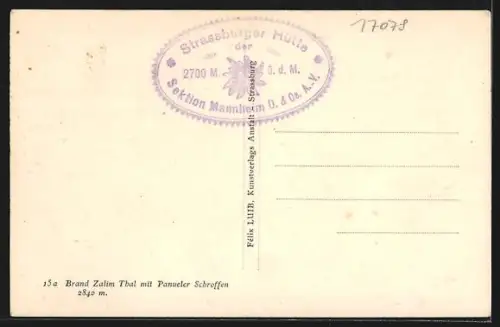 17078
Strassburger Hütte
der
2700 M. ü. d. M.
Sektion Mannheim D. & Oe. A. V.
Félix LUIB, Kunstverlags Anstalt, Strassburg
15a Brand Zalim Thal mit Panueler Schroffen
2840 m.